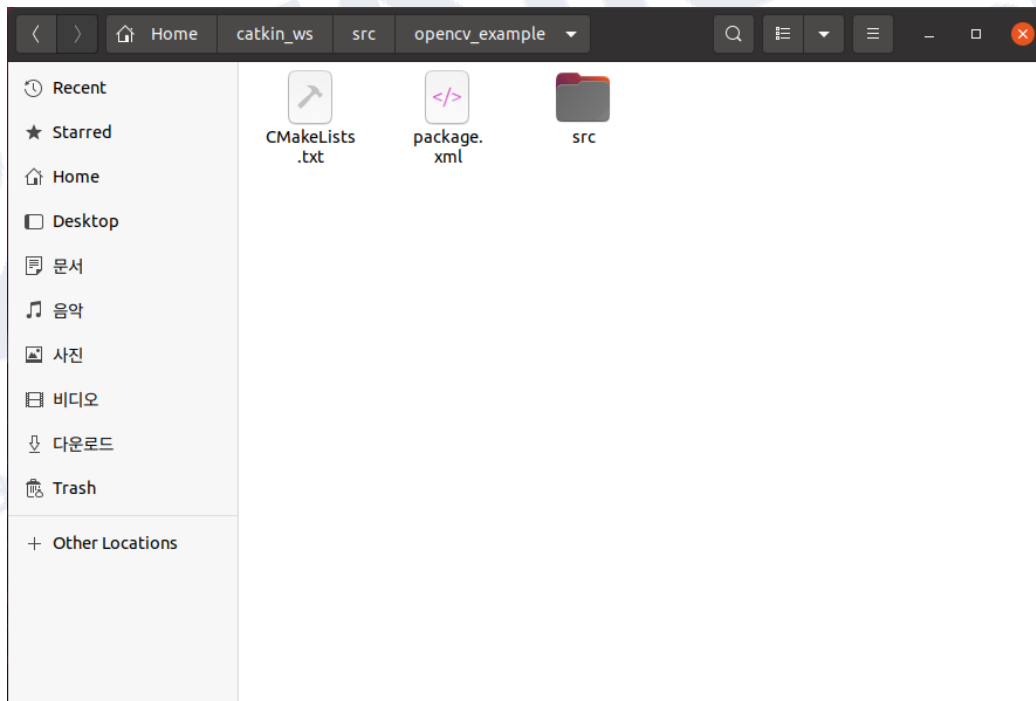 Home catkin_ws src opencv_example
Recent
Starred
Home
Desktop
문서
음악
사진
비디오
다운로드
Trash
Other Locations
CMakeLists
.txt
package.
xml
src